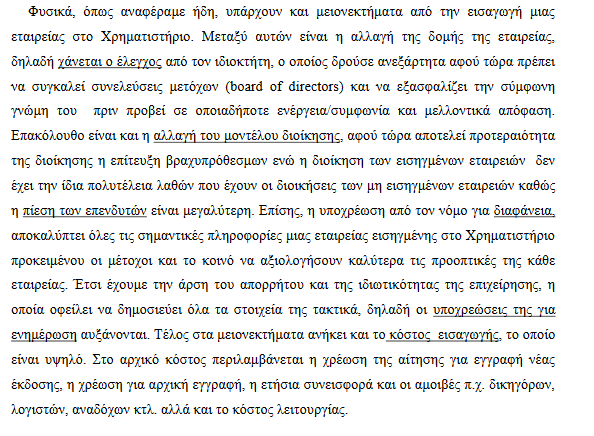 Φυσικά, όπως αναφέραμε ήδη, υπάρχουν και μειονεκτήματα από την εισαγωγή μιας
εταιρείας στο Χρηματιστήριο. Μεταξύ αυτών είναι η αλλαγή της δομής της εταιρείας,
δηλαδή χάνεται ο έλεγχος από τον ιδιοκτήτη, ο οποίος δρούσε ανεξάρτητα αφού τώρα πρέπει
να συγκαλεί συνελεύσεις μετόχων (board of directors) και να εξασφαλίζει την σύμφωνη
γνώμη του πριν προβεί σε οποιαδήποτε ενέργεια/συμφωνία και μελλοντικά απόφαση.
Επακόλουθο είναι και η αλλαγή του μοντέλου διοίκησης, αφού τώρα αποτελεί προτεραιότητα
της διοίκησης η επίτευξη βραχυπρόθεσμων ενώ η διοίκηση των εισηγμένων εταιρειών δεν
έχει την ίδια πολυτέλεια λαθών που έχουν οι διοικήσεις των μη εισηγμένων εταιρειών καθώς
η πίεση των επενδυτών είναι μεγαλύτερη. Επίσης, η υποχρέωση από τον νόμο για διαφάνεια,
αποκαλύπτει όλες τις σημαντικές πληροφορίες μιας εταιρείας εισηγμένης στο Χρηματιστήριο
προκειμένου οι μέτοχοι και το κοινό να αξιολογήσουν καλύτερα τις προοπτικές της κάθε
εταιρείας. Έτσι έχουμε την άρση του απορρήτου και της ιδιωτικότητας της επιχείρησης, η
οποία οφείλει να δημοσιεύει όλα τα στοιχεία της τακτικά, δηλαδή οι υποχρεώσεις της για
ενημέρωση αυξάνονται. Τέλος στα μειονεκτήματα ανήκει και το κόστος εισαγωγής, το οποίο
είναι υψηλό. Στο αρχικό κόστος περιλαμβάνεται η χρέωση της αίτησης για εγγραφή νέας
έκδοσης, η χρέωση για αρχική εγγραφή, η ετήσια συνεισφορά και οι αμοιβές π.χ. δικηγόρων,
λογιστών, αναδόχων κτλ. αλλά και το κόστος λειτουργίας.